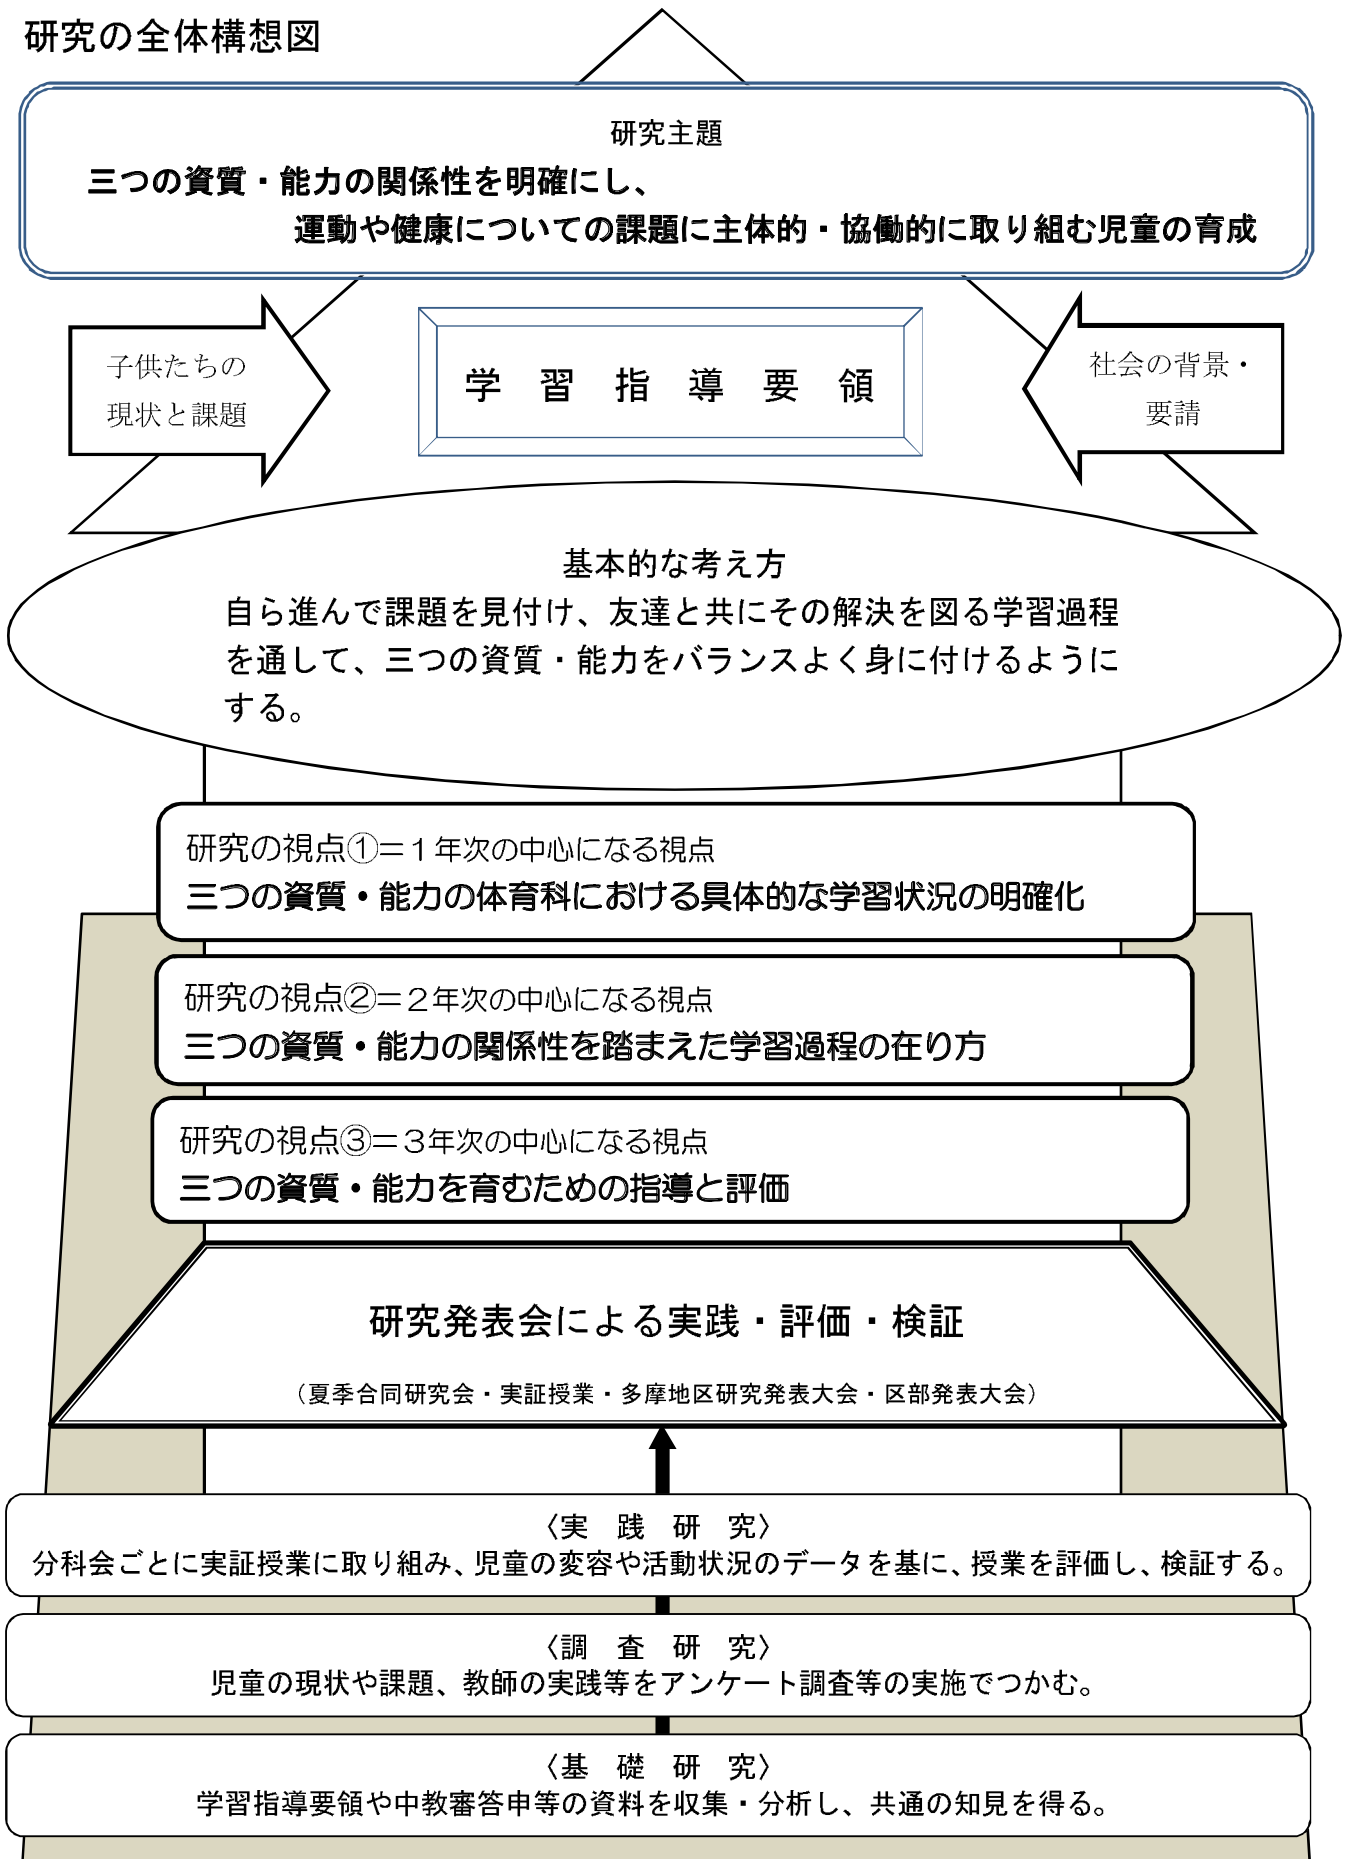 研究の全体構想図
研究主題
三つの資質・能力の関係性を明確にし、
運動や健康についての課題に主体的・協働的に取り組む児童の育成
子供たちの
現状と課題
学 習 指 導 要 領
社会の背景・
要請
基本的な考え方
自ら進んで課題を見付け、友達と共にその解決を図る学習過程
を通して、三つの資質・能力をバランスよく身に付けるように
する。
研究の視点①＝１年次の中心になる視点
三つの資質・能力の体育科における具体的な学習状況の明確化
研究の視点②＝２年次の中心になる視点
三つの資質・能力の関係性を踏まえた学習過程の在り方
研究の視点③＝３年次の中心になる視点
三つの資質・能力を育むための指導と評価
研究発表会による実践・評価・検証
（夏季合同研究会・実証授業・多摩地区研究発表大会・区部発表大会）
〈実　践　研　究〉
分科会ごとに実証授業に取り組み、児童の変容や活動状況のデータを基に、授業を評価し、検証する。
〈調　査　研　究〉
児童の現状や課題、教師の実践等をアンケート調査等の実施でつかむ。
〈基　礎　研　究〉
学習指導要領や中教審答申等の資料を収集・分析し、共通の知見を得る。